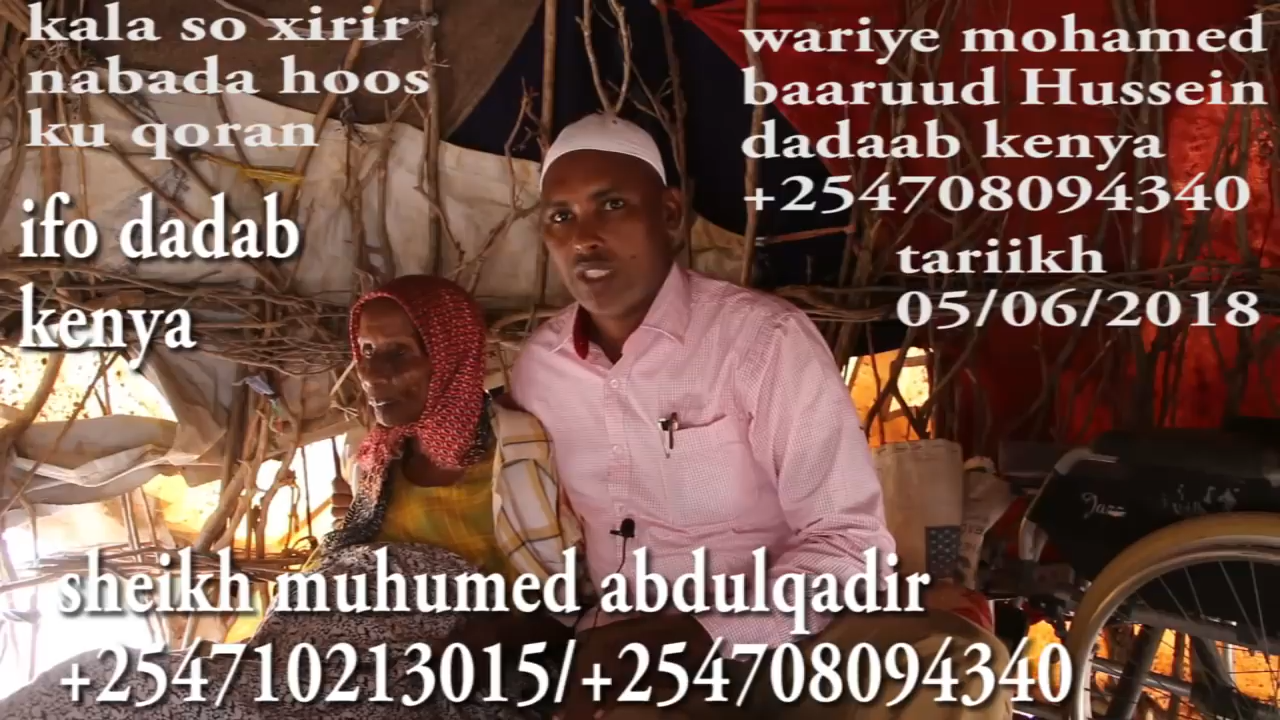 kala so xirir
nabada hoos
ku qoran
ifo dadab
kenya
wariye mohamed
baaruud Hussein
dadaab kenya
+254708094340
tariikh
05/06/2018
Jazz
sheikh muhumed abdulqadir
+254710213015/+254708094340